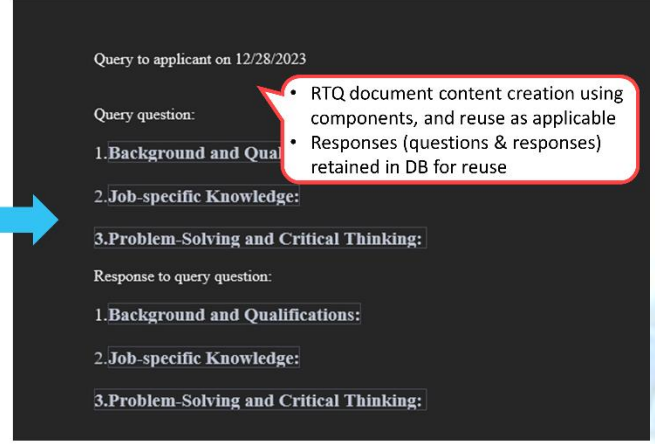 Query to applicant on 12/28/2023
• RTQ document content creation using
components, and reuse as applicable
• Responses (questions & responses)
retained in DB for reuse
Query question:
1.Background and Qual
2.Job-specific Knowledge:
3.Problem-Solving and Critical Thinking:
Response to query question:
1.Background and Qualifications:
2.Job-specific Knowledge:
3.Problem-Solving and Critical Thinking: